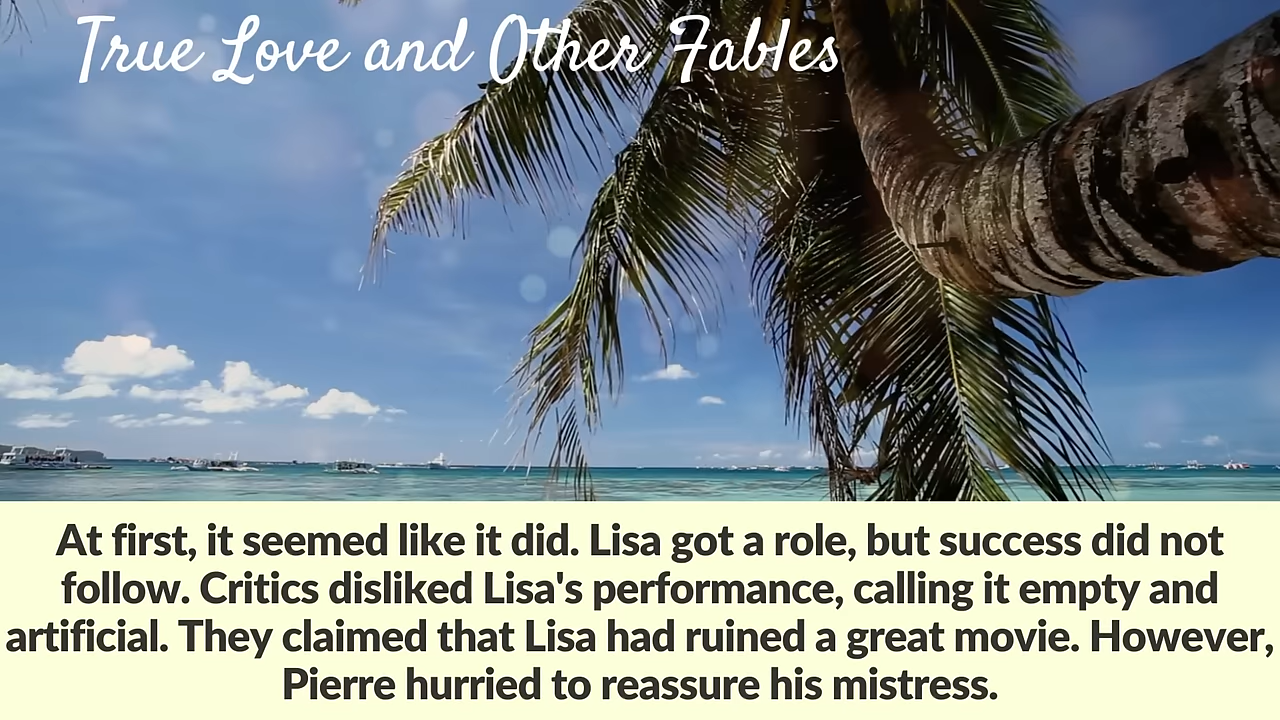 True Love and Other Fables
At first, it seemed like it did. Lisa got a role, but success did not
follow. Critics disliked Lisa's performance, calling it empty and
artificial. They claimed that Lisa had ruined a great movie. However,
Pierre hurried to reassure his mistress.